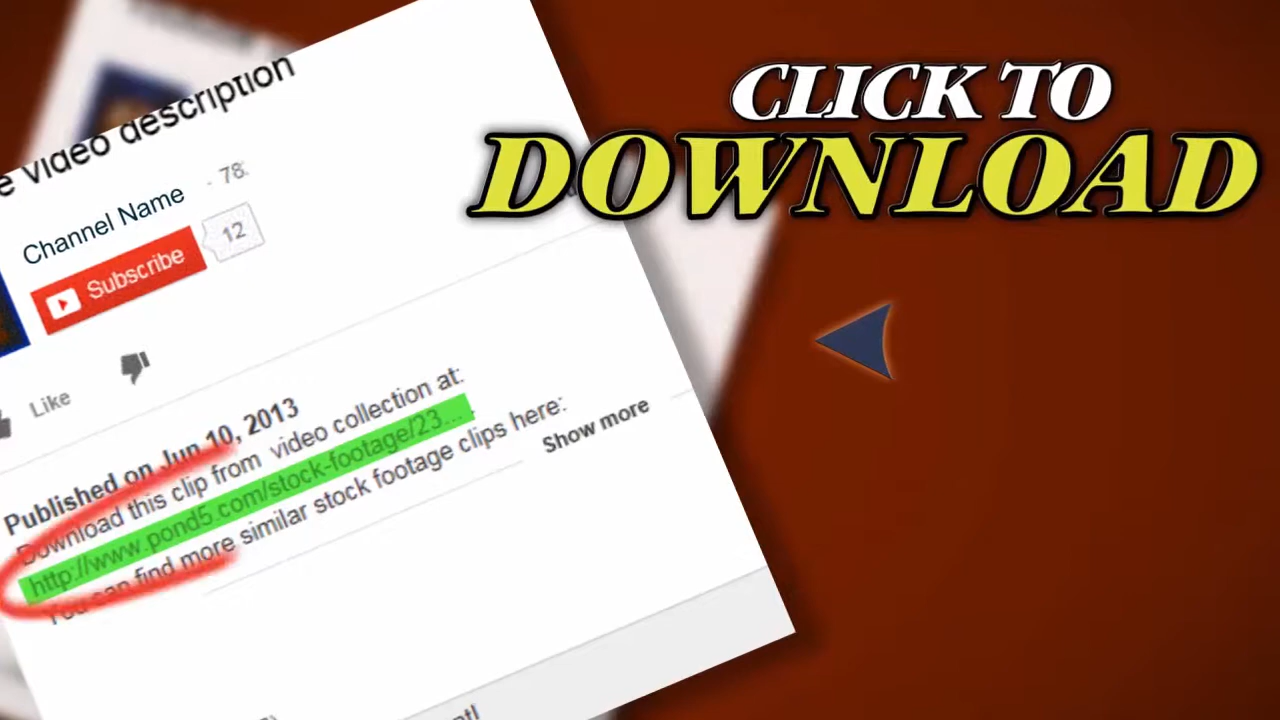 CLICK TO
DOWNLOAD
video description
Channel Name
78
Subscribe
12
Like
Published on Jun 10, 2013
Download this clip from video collection at:
http://www.pond5.com/stock-footage/23...
You can find more similar stock footage clips here:
Show more